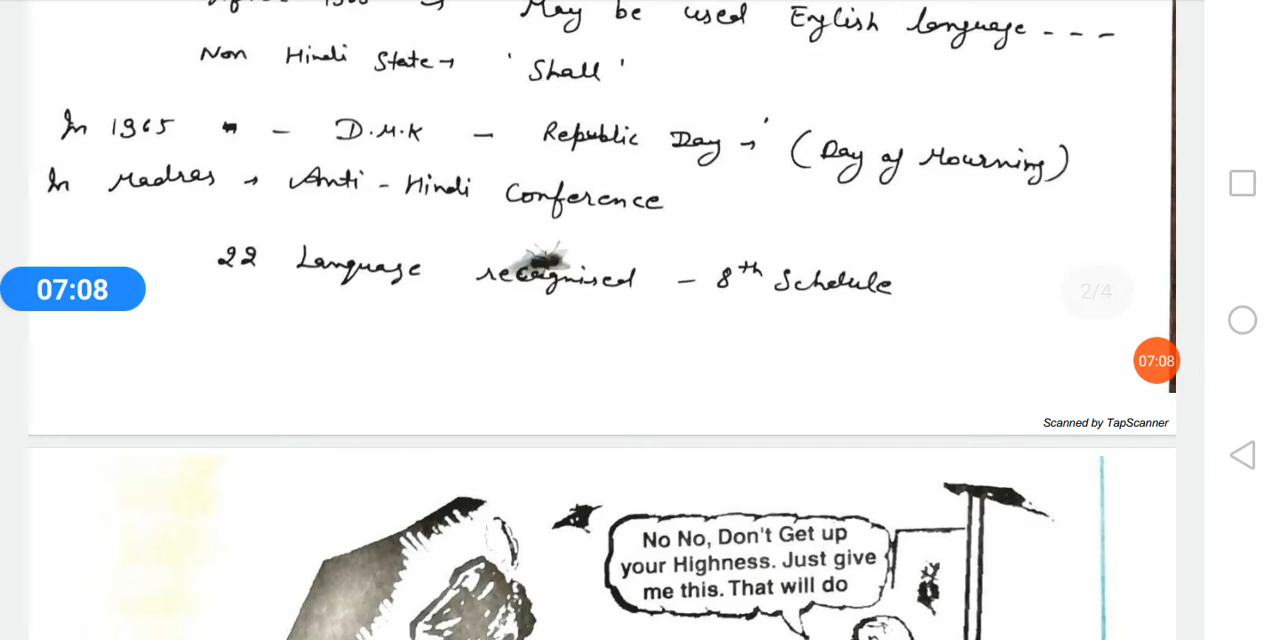 May be used English language - - -
Non Hindi State → 'Shall'
In 1965 - D.M.K - Republic Day → (Day of Mourning)
In Madras → Anti - Hindi Conference
22 Language recognised - 8th Schedule
07:08
2/4
07:08
Scanned by TapScanner
No No, Don't Get up
your Highness. Just give
me this. That will do